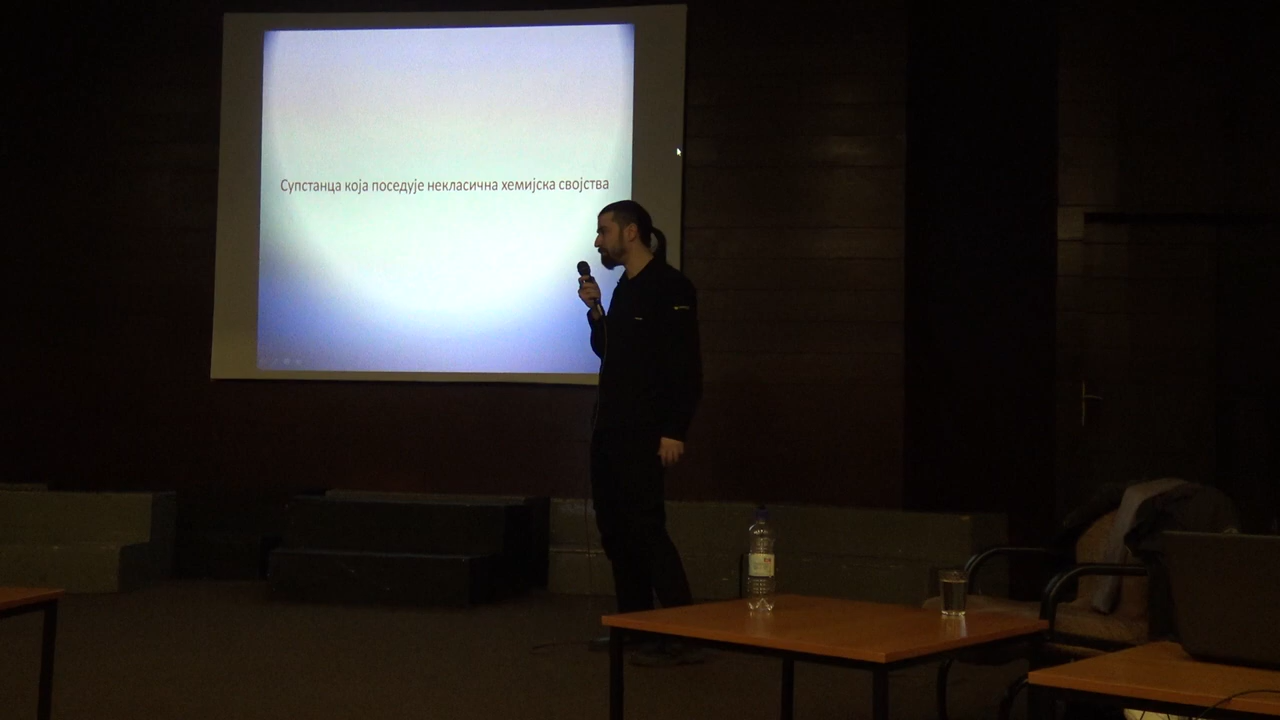 Супстанца која поседује некласична хемијска својства